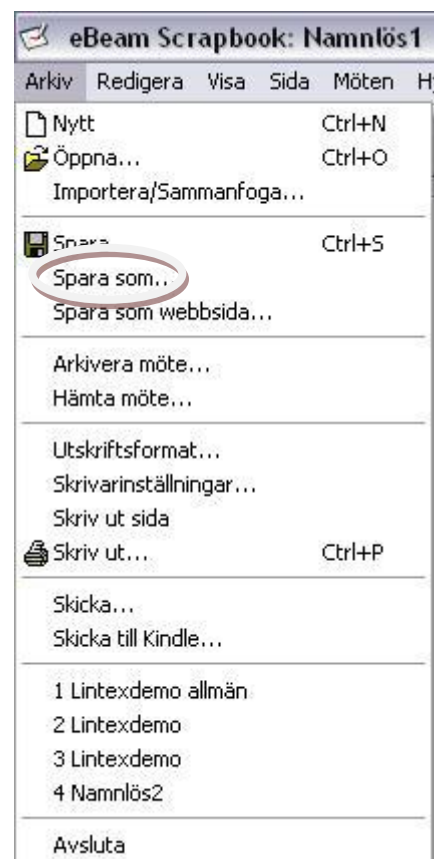 eBeam Scrapbook: Namnlös1
Arkiv Redigera Visa Sida Möten
Nytt Ctrl+N
Öppna... Ctrl+O
Importera/Sammanfoga...
Spara Ctrl+S
Spara som...
Spara som webbsida...
Arkivera möte...
Hämta möte...
Utskriftsformat...
Skrivarinställningar...
Skriv ut sida
Skriv ut... Ctrl+P
Skicka...
Skicka till Kindle...
1 Lintexdemo allmän
2 Lintexdemo
3 Lintexdemo
4 Namnlös2
Avsluta